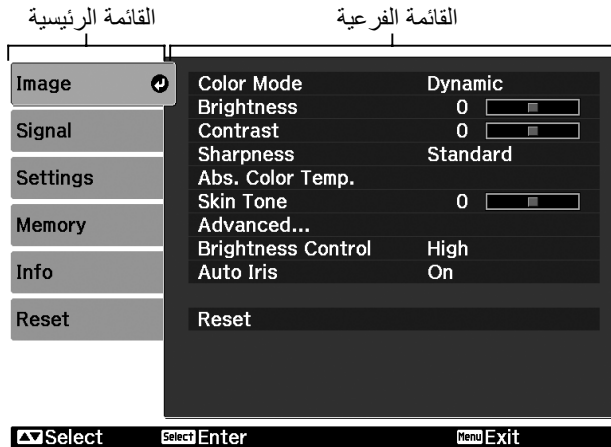 القائمة الرئيسية
القائمة الفرعية
Image
Signal
Settings
Memory
Info
Reset
Color Mode Dynamic
Brightness 0
Contrast 0
Sharpness Standard
Abs. Color Temp.
Skin Tone 0
Advanced...
Brightness Control High
Auto Iris On
Reset
Select Select Enter Menu Exit